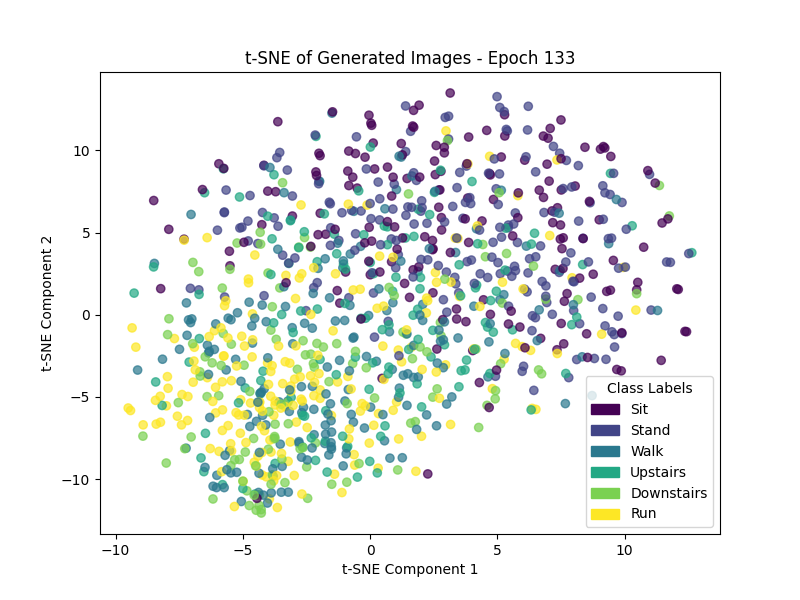 t-SNE of Generated Images - Epoch 133
t-SNE Component 2
10
5
0
−5
−10
Class Labels
Sit
Stand
Walk
Upstairs
Downstairs
Run
−10
−5
0
5
10
t-SNE Component 1